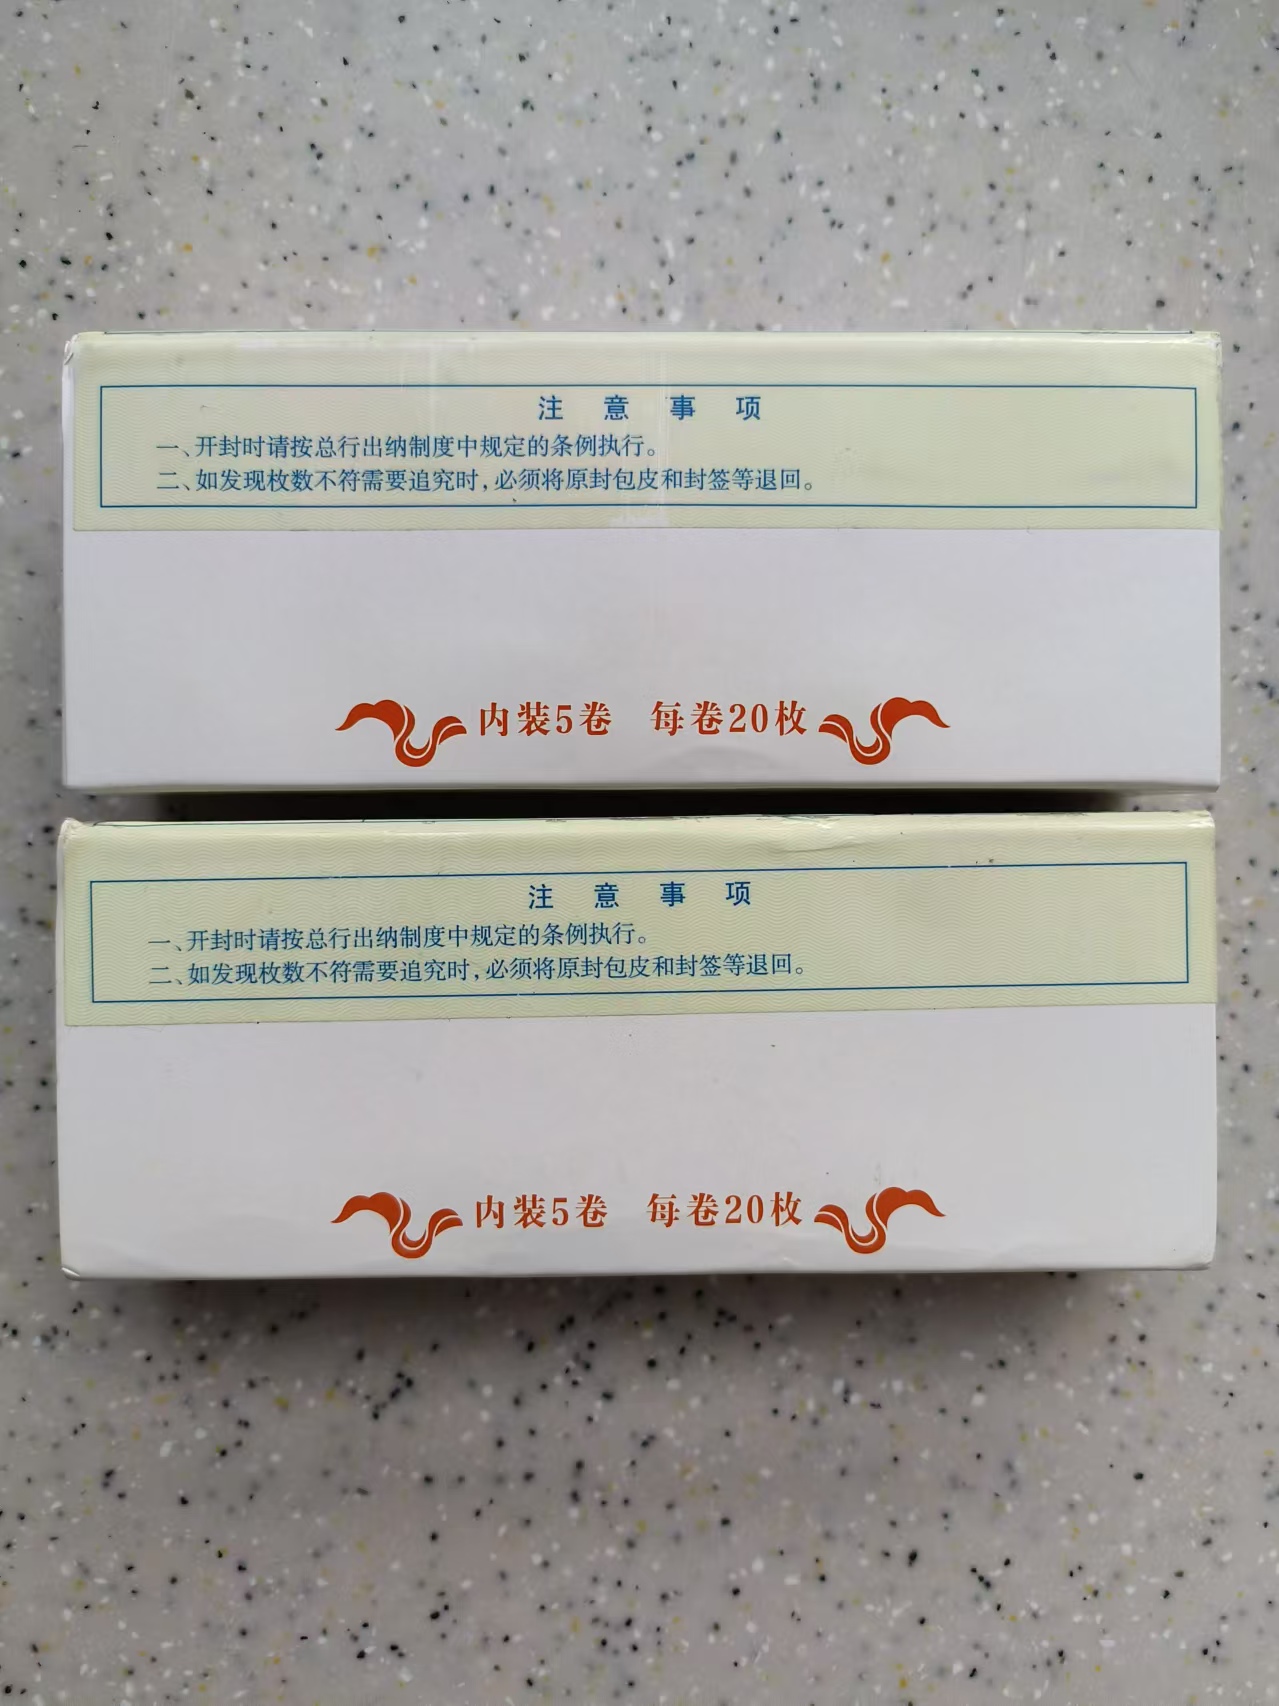 注意事项
一、开封时请按总行出纳制度中规定的条例执行。
二、如发现枚数不符需要追究时,必须将原封包皮和封签等退回。
内装5卷 每卷20枚
注意事项
一、开封时请按总行出纳制度中规定的条例执行。
二、如发现枚数不符需要追究时,必须将原封包皮和封签等退回。
内装5卷 每卷20枚